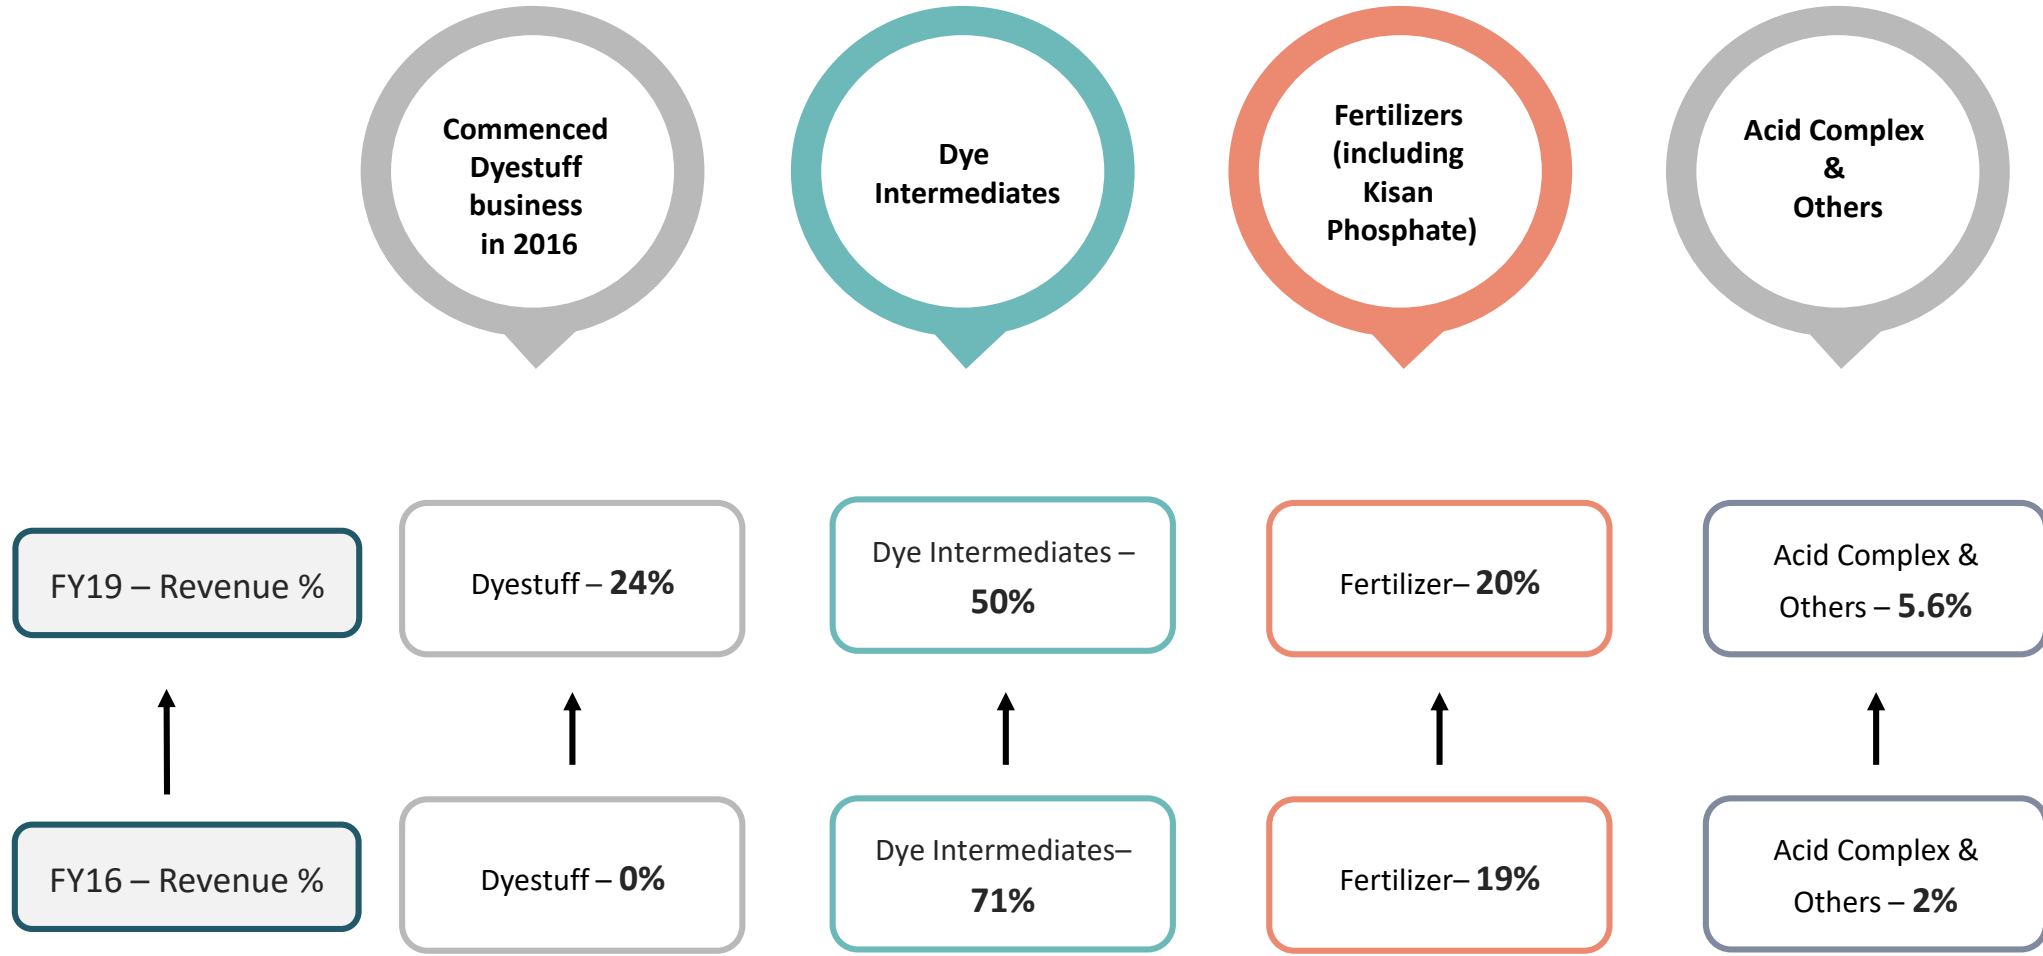 Commenced
Dyestuff
business
in 2016
Dye
Intermediates
Fertilizers
(including
Kisan
Phosphate)
Acid Complex
&
Others
FY19 – Revenue %
Dyestuff – 24%
Dye Intermediates –
50%
Fertilizer– 20%
Acid Complex &
Others – 5.6%
FY16 – Revenue %
Dyestuff – 0%
Dye Intermediates–
71%
Fertilizer– 19%
Acid Complex &
Others – 2%